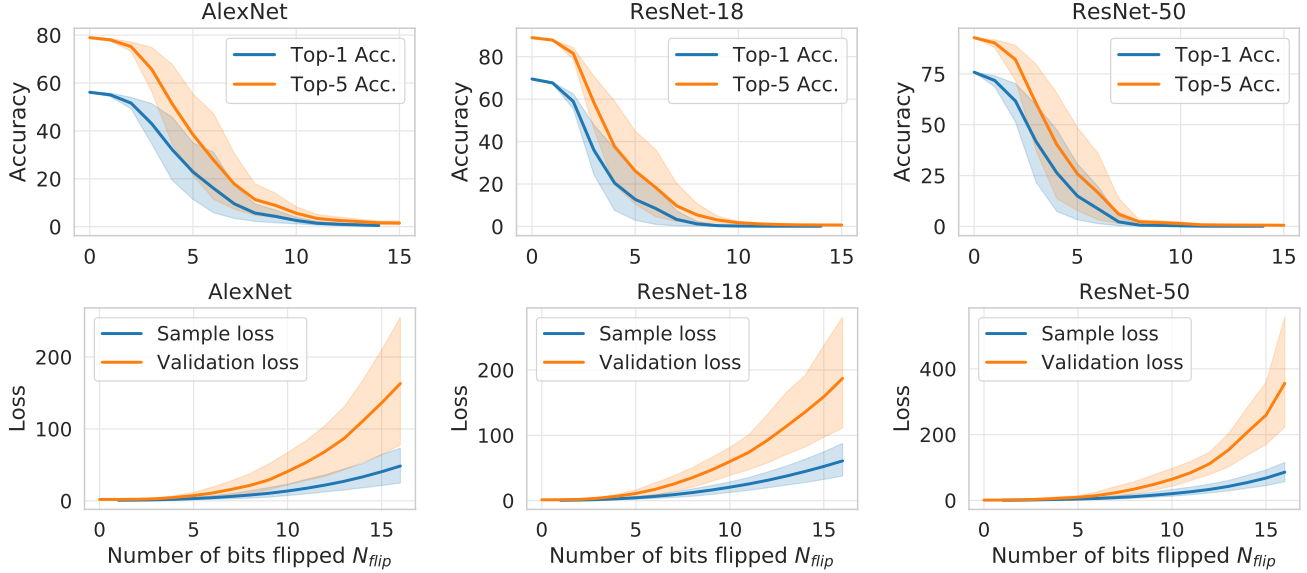 AlexNet
Accuracy
80
60
40
20
0
0 5 10 15
Top-1 Acc.
Top-5 Acc.
ResNet-18
Accuracy
80
60
40
20
0
0 5 10 15
Top-1 Acc.
Top-5 Acc.
ResNet-50
Accuracy
75
50
25
0
0 5 10 15
Top-1 Acc.
Top-5 Acc.
AlexNet
Loss
200
100
0
0 5 10 15
Sample loss
Validation loss
Number of bits flipped N_flip
ResNet-18
Loss
200
100
0
0 5 10 15
Sample loss
Validation loss
Number of bits flipped N_flip
ResNet-50
Loss
400
200
0
0 5 10 15
Sample loss
Validation loss
Number of bits flipped N_flip